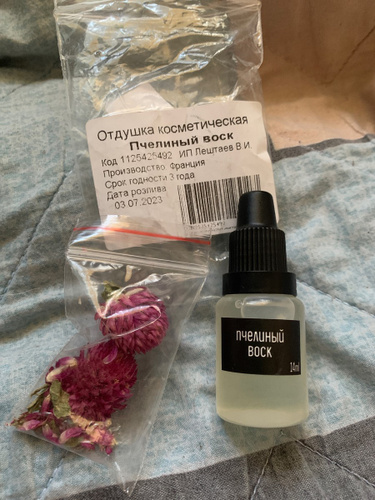 Отдушка косметическая
Пчелиный воск
Код 1125425492 ИП Лештаев В.И.
Производство: Франция
Срок годности 3 года
Дата розлива
03.07.2023
пчелиный
воск
14ml